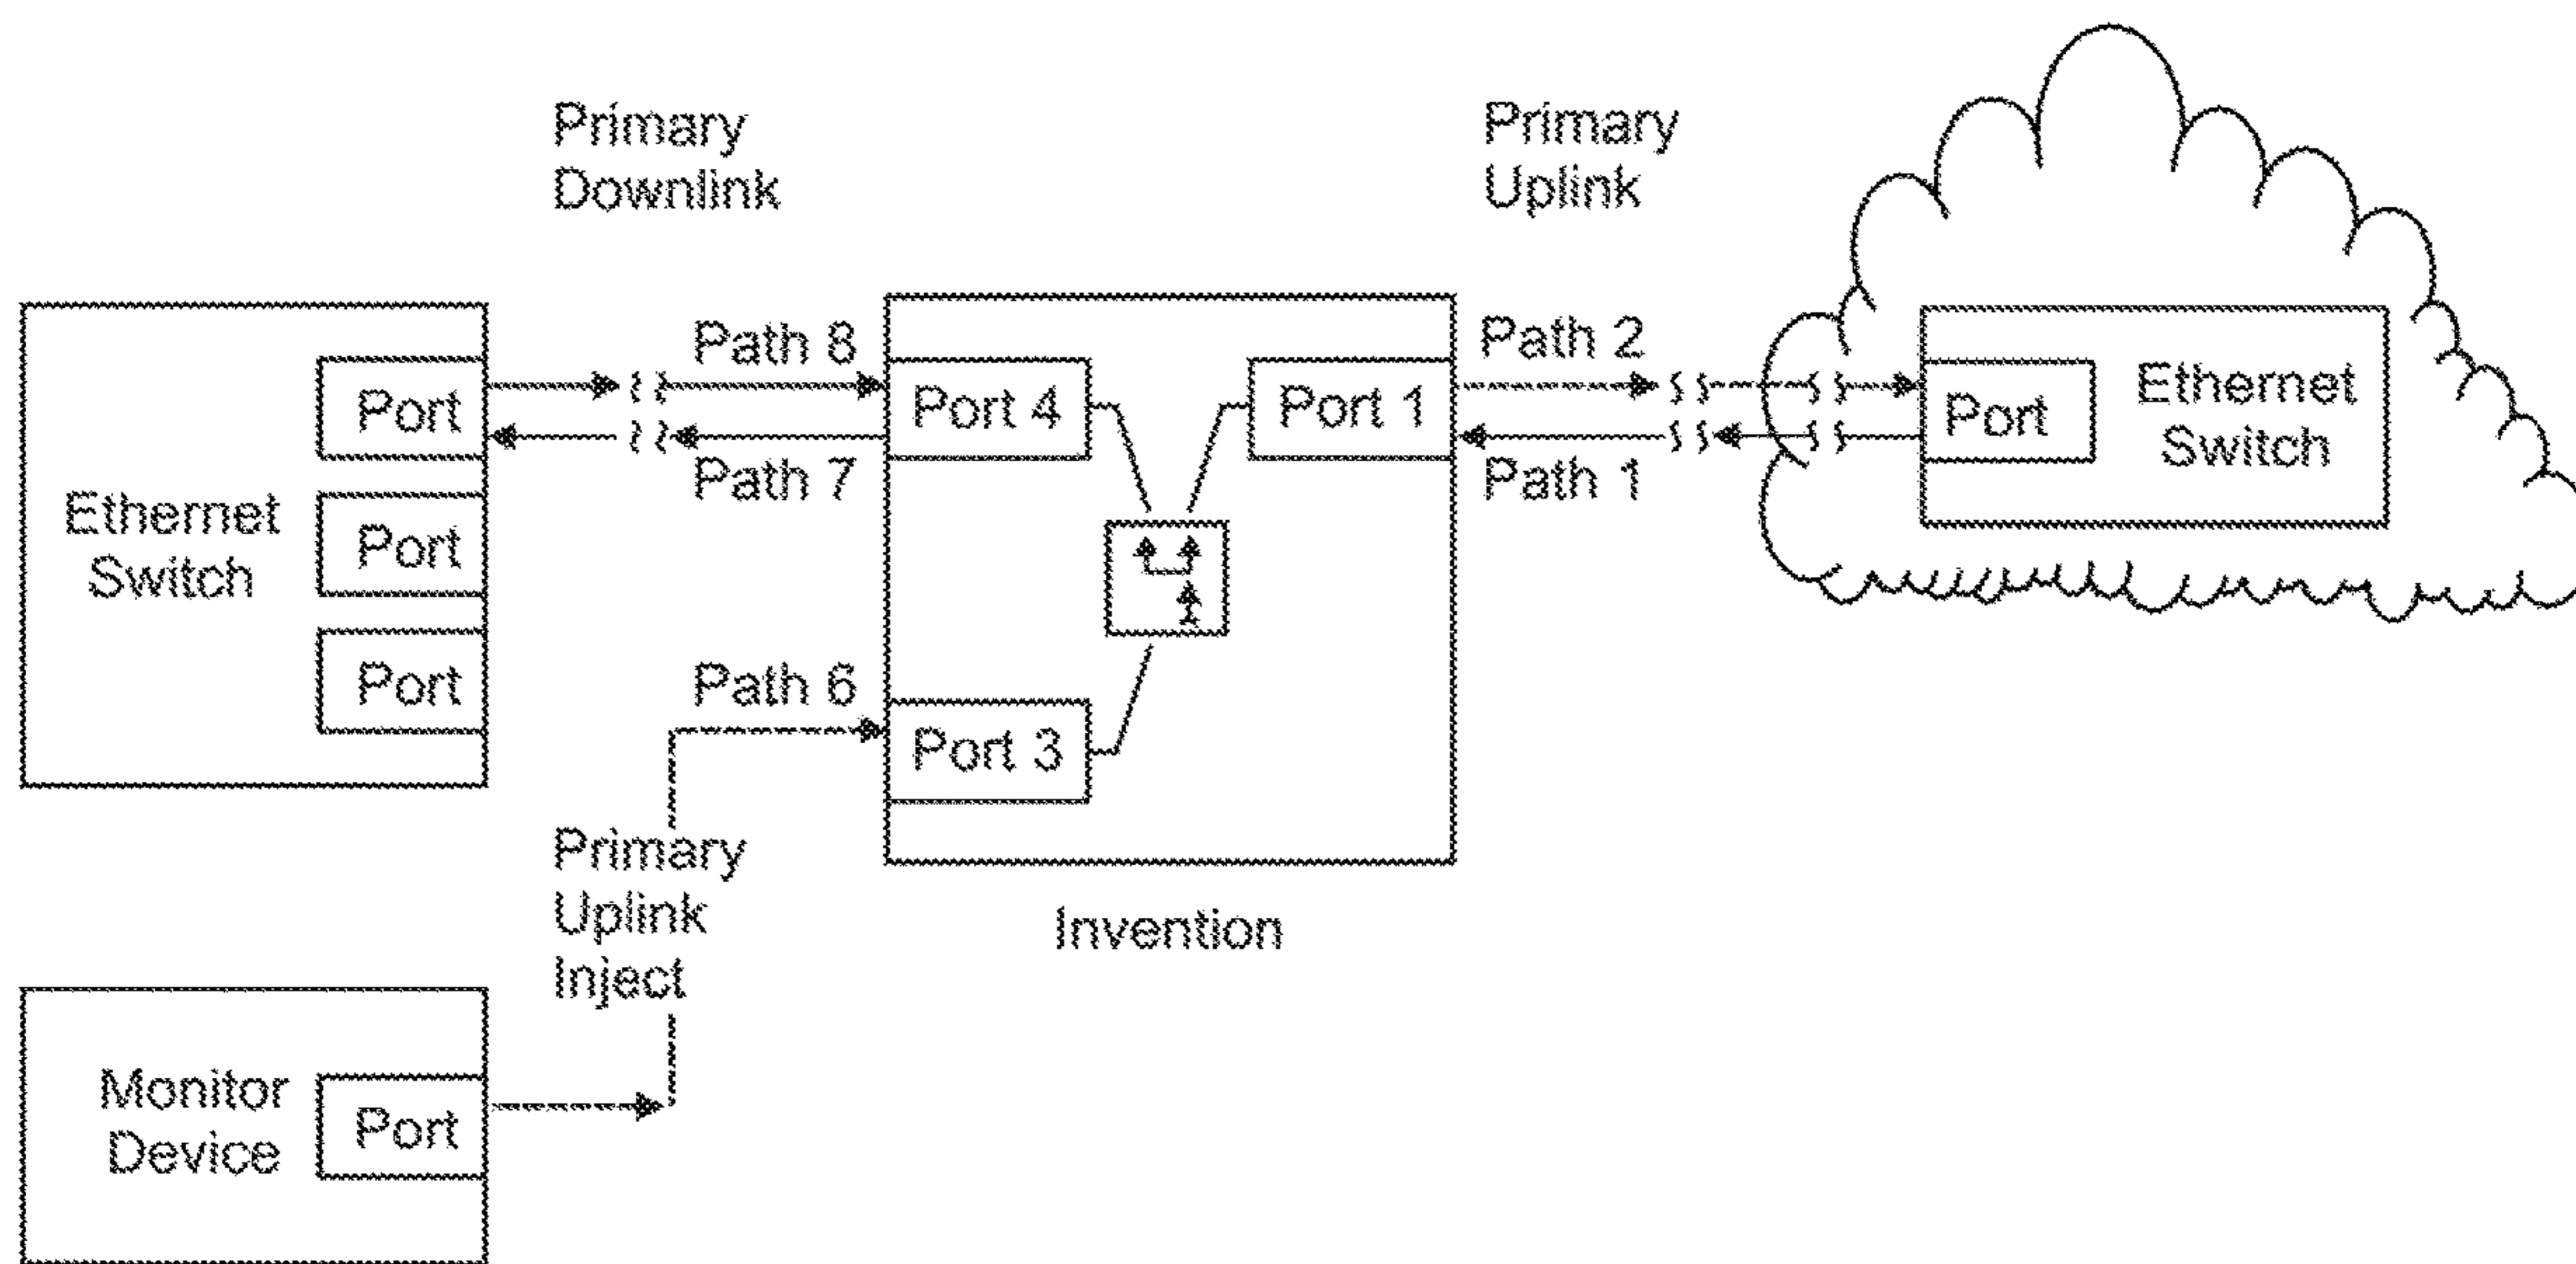 Primary
Downlink
Primary
Uplink
Path 8
Path 2
Port
Port 4
Port 1
Port
Ethernet
Switch
Path 7
Path 1
Ethernet
Switch
Port
Port
Path 6
Port 3
Primary
Uplink
Inject
Invention
Monitor
Device
Port